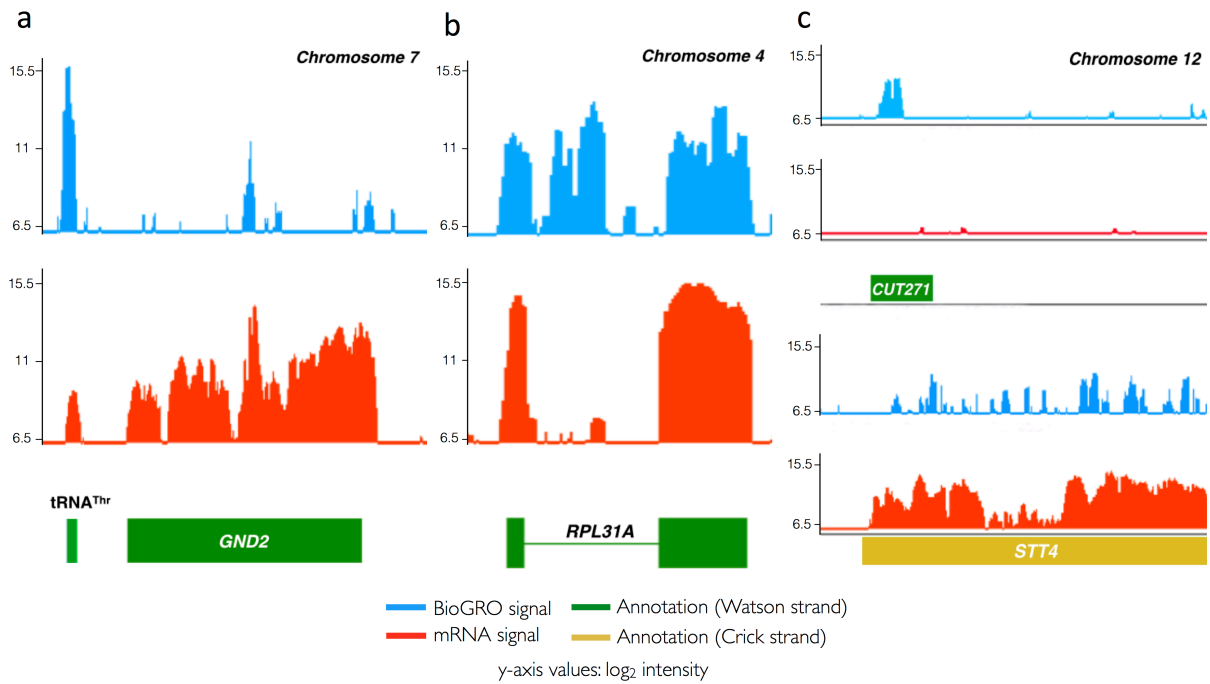 a
Chromosome 7
15.5
11
6.5
15.5
11
6.5
tRNAThr
GND2
b
Chromosome 4
15.5
11
6.5
15.5
11
6.5
RPL31A
c
Chromosome 12
15.5
6.5
15.5
6.5
CUT271
15.5
6.5
15.5
6.5
STT4
BioGRO signal
Annotation (Watson strand)
mRNA signal
Annotation (Crick strand)
y-axis values: log2 intensity